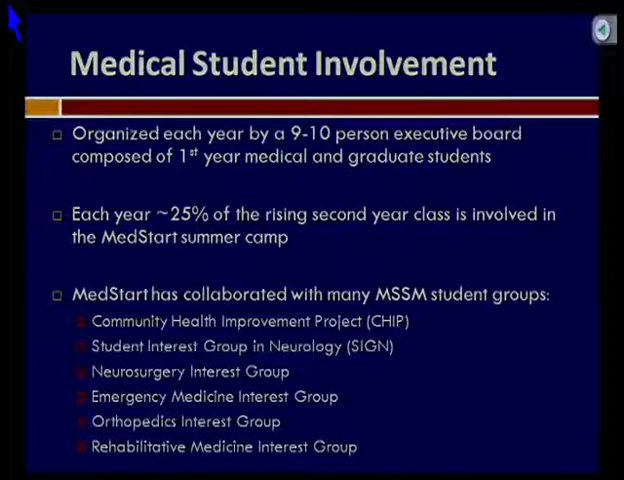 Medical Student Involvement
Organized each year by a 9-10 person executive board
composed of 1st year medical and graduate students
Each year ~25% of the rising second year class is involved in
the MedStart summer camp
MedStart has collaborated with many MSSM student groups:
Community Health Improvement Project (CHIP)
Student Interest Group in Neurology (SIGN)
Neurosurgery Interest Group
Emergency Medicine Interest Group
Orthopedics Interest Group
Rehabilitative Medicine Interest Group